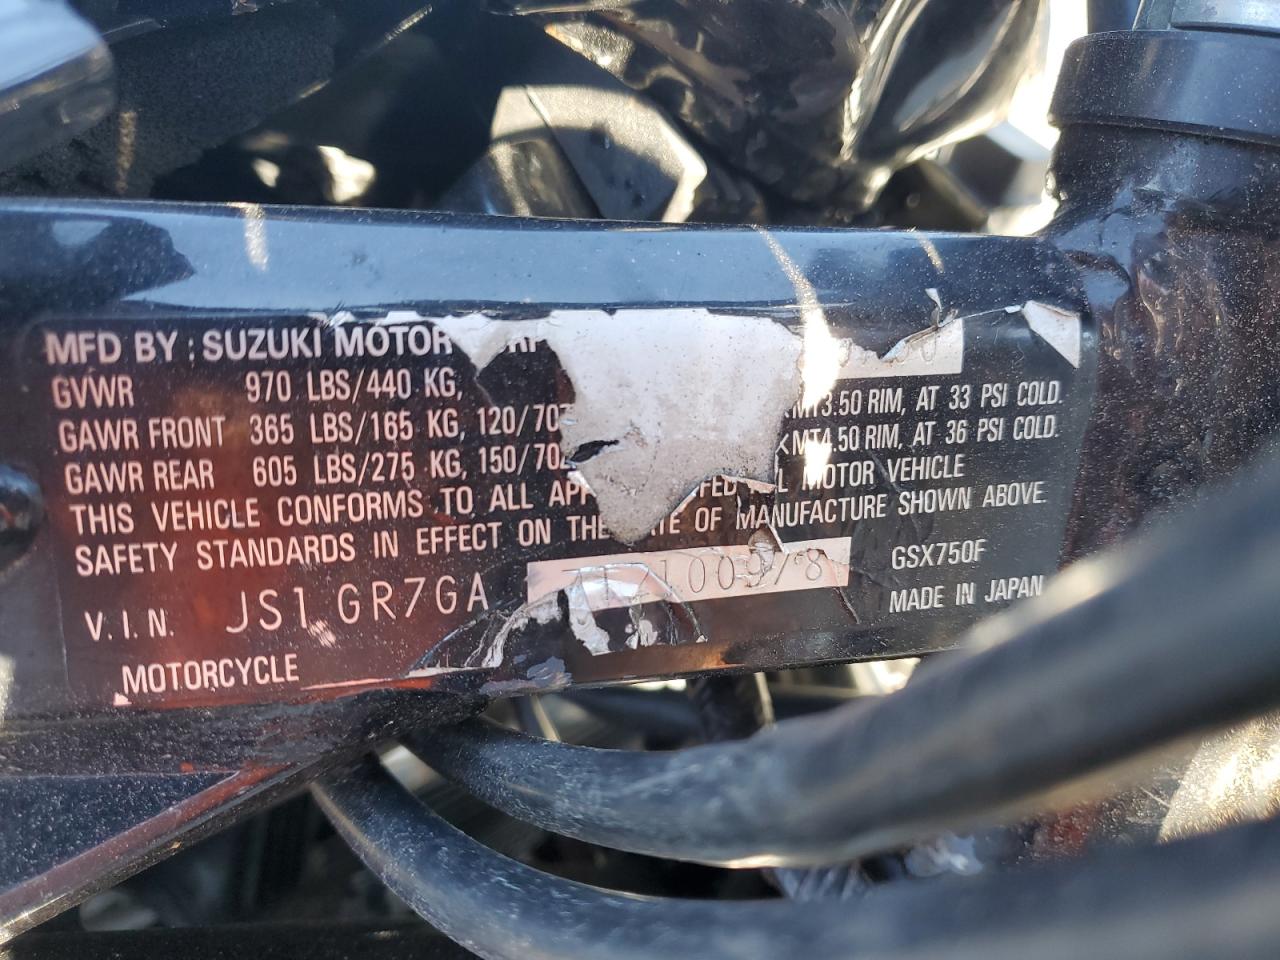 MFD BY : SUZUKI MOTOR
GVWR 970 LBS/440 KG,
GAWR FRONT 365 LBS/165 KG, 120/70 MT3.50 RIM, AT 33 PSI COLD.
GAWR REAR 605 LBS/275 KG, 150/70 MT4.50 RIM, AT 36 PSI COLD.
THIS VEHICLE CONFORMS TO ALL MOTOR VEHICLE
SAFETY STANDARDS IN EFFECT ON THE OF MANUFACTURE SHOWN ABOVE
V.I.N. JS1GR7GA GSX750F
MOTORCYCLE MADE IN JAPAN